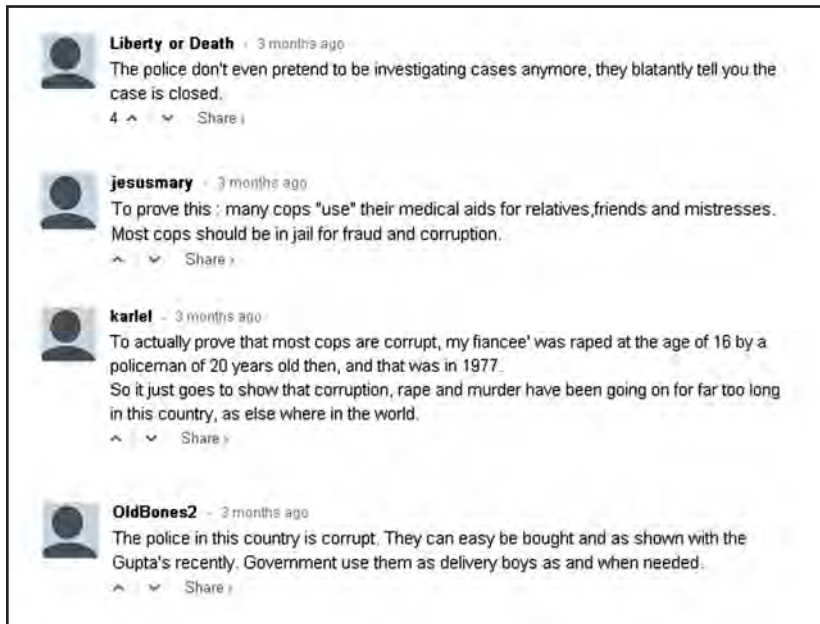 Liberty or Death · 3 months ago
The police don't even pretend to be investigating cases anymore, they blatantly tell you the
case is closed.
4 Share ›
jesusmary · 3 months ago
To prove this : many cops "use" their medical aids for relatives,friends and mistresses.
Most cops should be in jail for fraud and corruption.
Share ›
karlel · 3 months ago
To actually prove that most cops are corrupt, my fiancee' was raped at the age of 16 by a
policeman of 20 years old then, and that was in 1977.
So it just goes to show that corruption, rape and murder have been going on for far too long
in this country, as else where in the world.
Share ›
OldBones2 · 3 months ago
The police in this country is corrupt. They can easy be bought and as shown with the
Gupta's recently. Government use them as delivery boys as and when needed.
Share ›